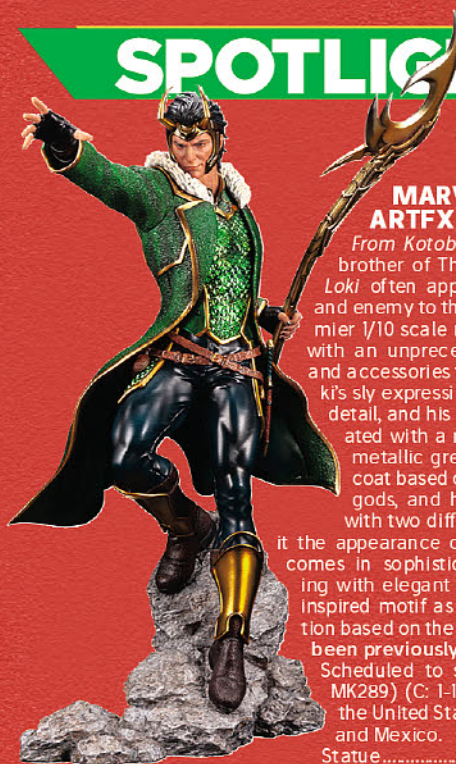 SPOTLIG
MARV
ARTFX
From Kotob
brother of Th
Loki often app
and enemy to th
mier 1/10 scale
with an unprece
and accessories
ki's sly expressi
detail, and his
ated with a
metallic gre
coat based
gods, and
with two diff
it the appearance
comes in sophistic
ing with elegant
inspired motif as
tion based on the
been previously
Scheduled to
MK289) (C: 1-1
the United Sta
and Mexico.
Statue................